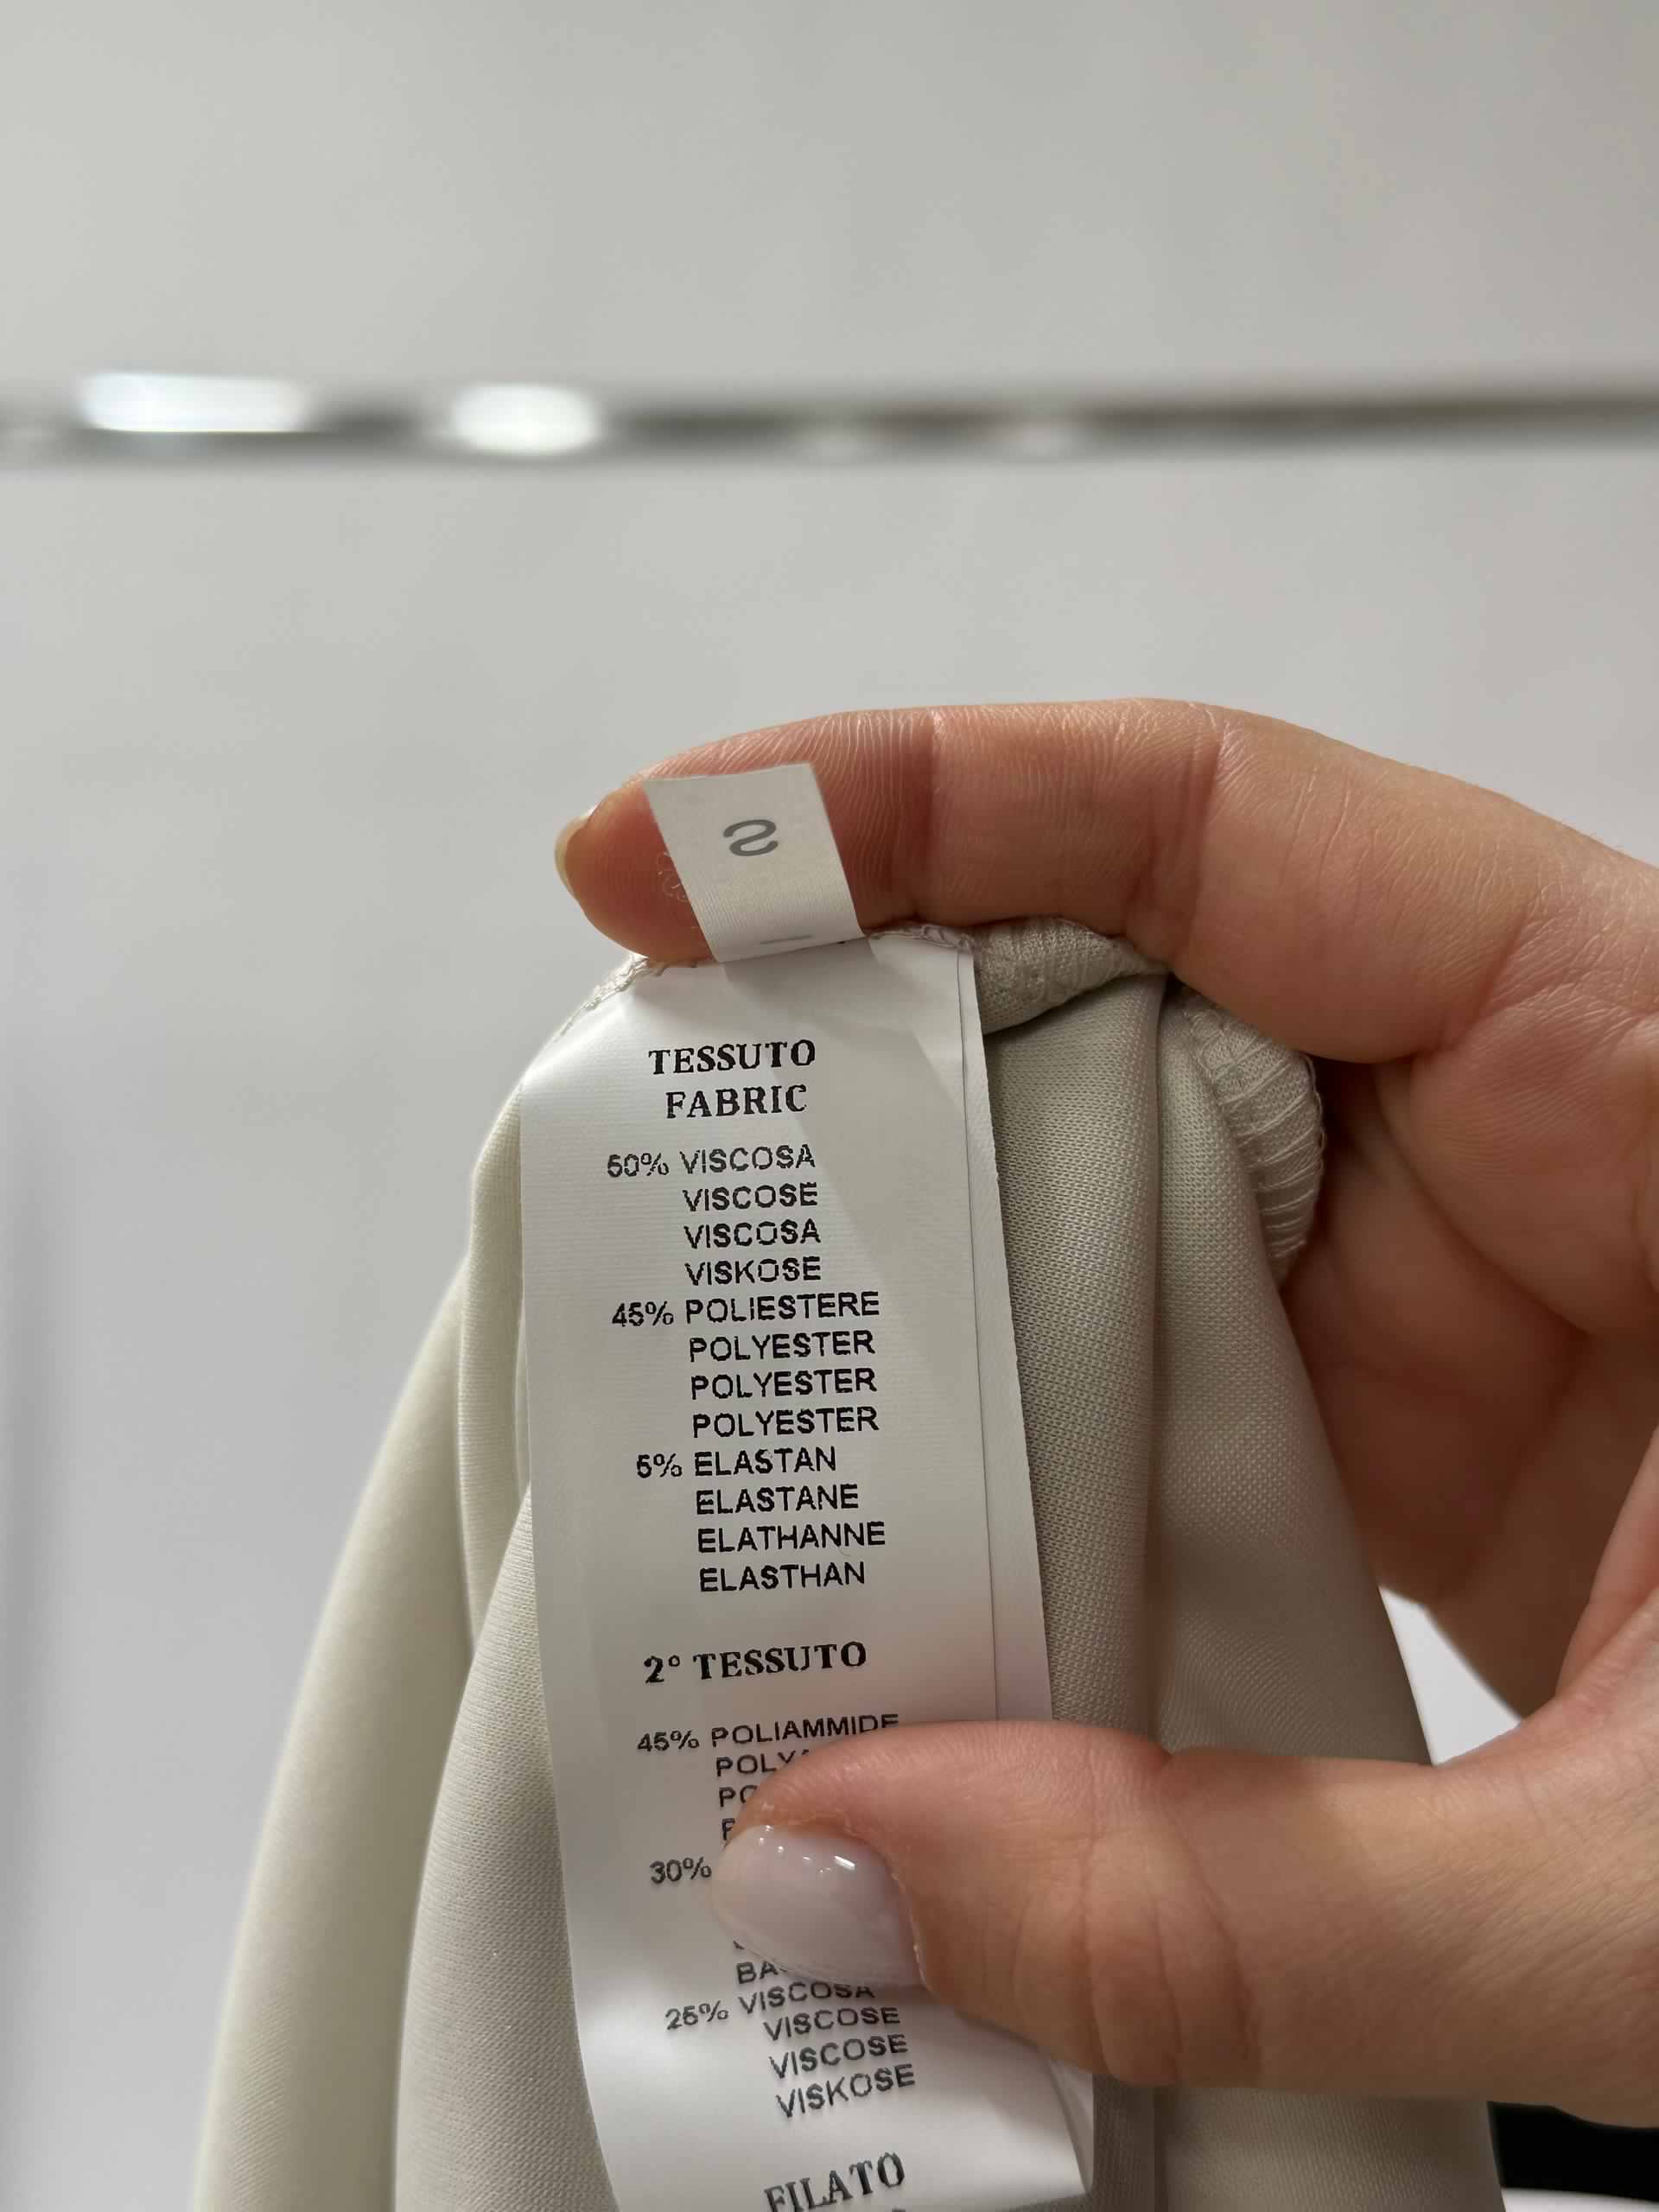 S
TESSUTO
FABRIC
50% VISCOSA
VISCOSE
VISCOSA
VISKOSE
45% POLIESTERE
POLYESTER
POLYESTER
POLYESTER
5% ELASTAN
ELASTANE
ELATHANNE
ELASTHAN
2° TESSUTO
45% POLIAMMIDE
30%
25% VISCOSA
VISCOSE
VISCOSE
VISKOSE
FILATO